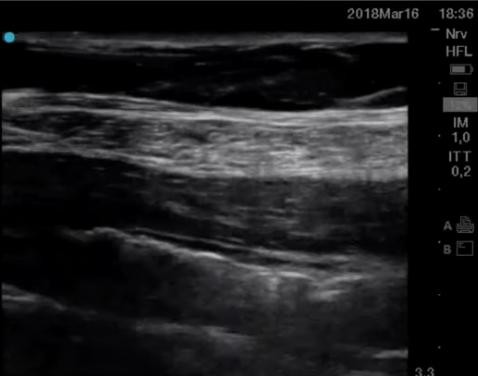 2018Mar16 18:36
Nrv
HFL
IM
1,0
ITT
0,2
A
B
3.3